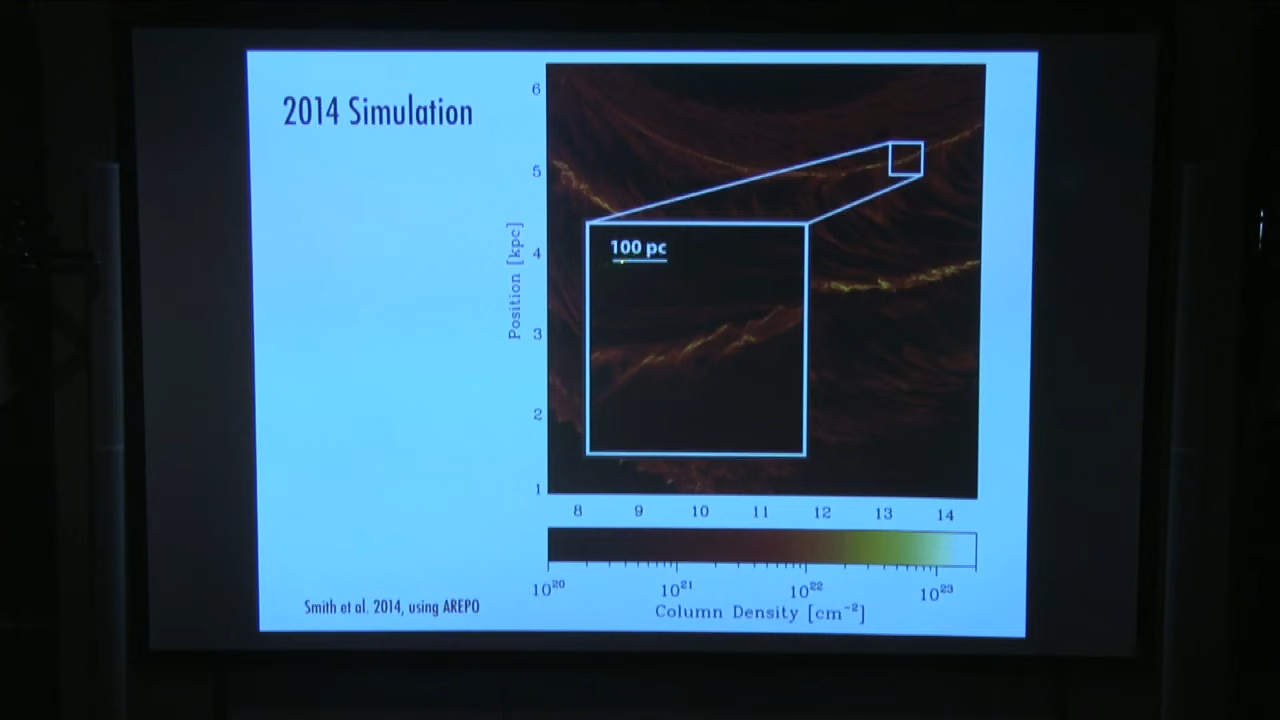 2014 Simulation
6
5
4
3
2
1
Position [kpc]
100 pc
8 9 10 11 12 13 14
10²⁰ 10²¹ 10²² 10²³
Column Density [cm⁻²]
Smith et al. 2014, using AREPO